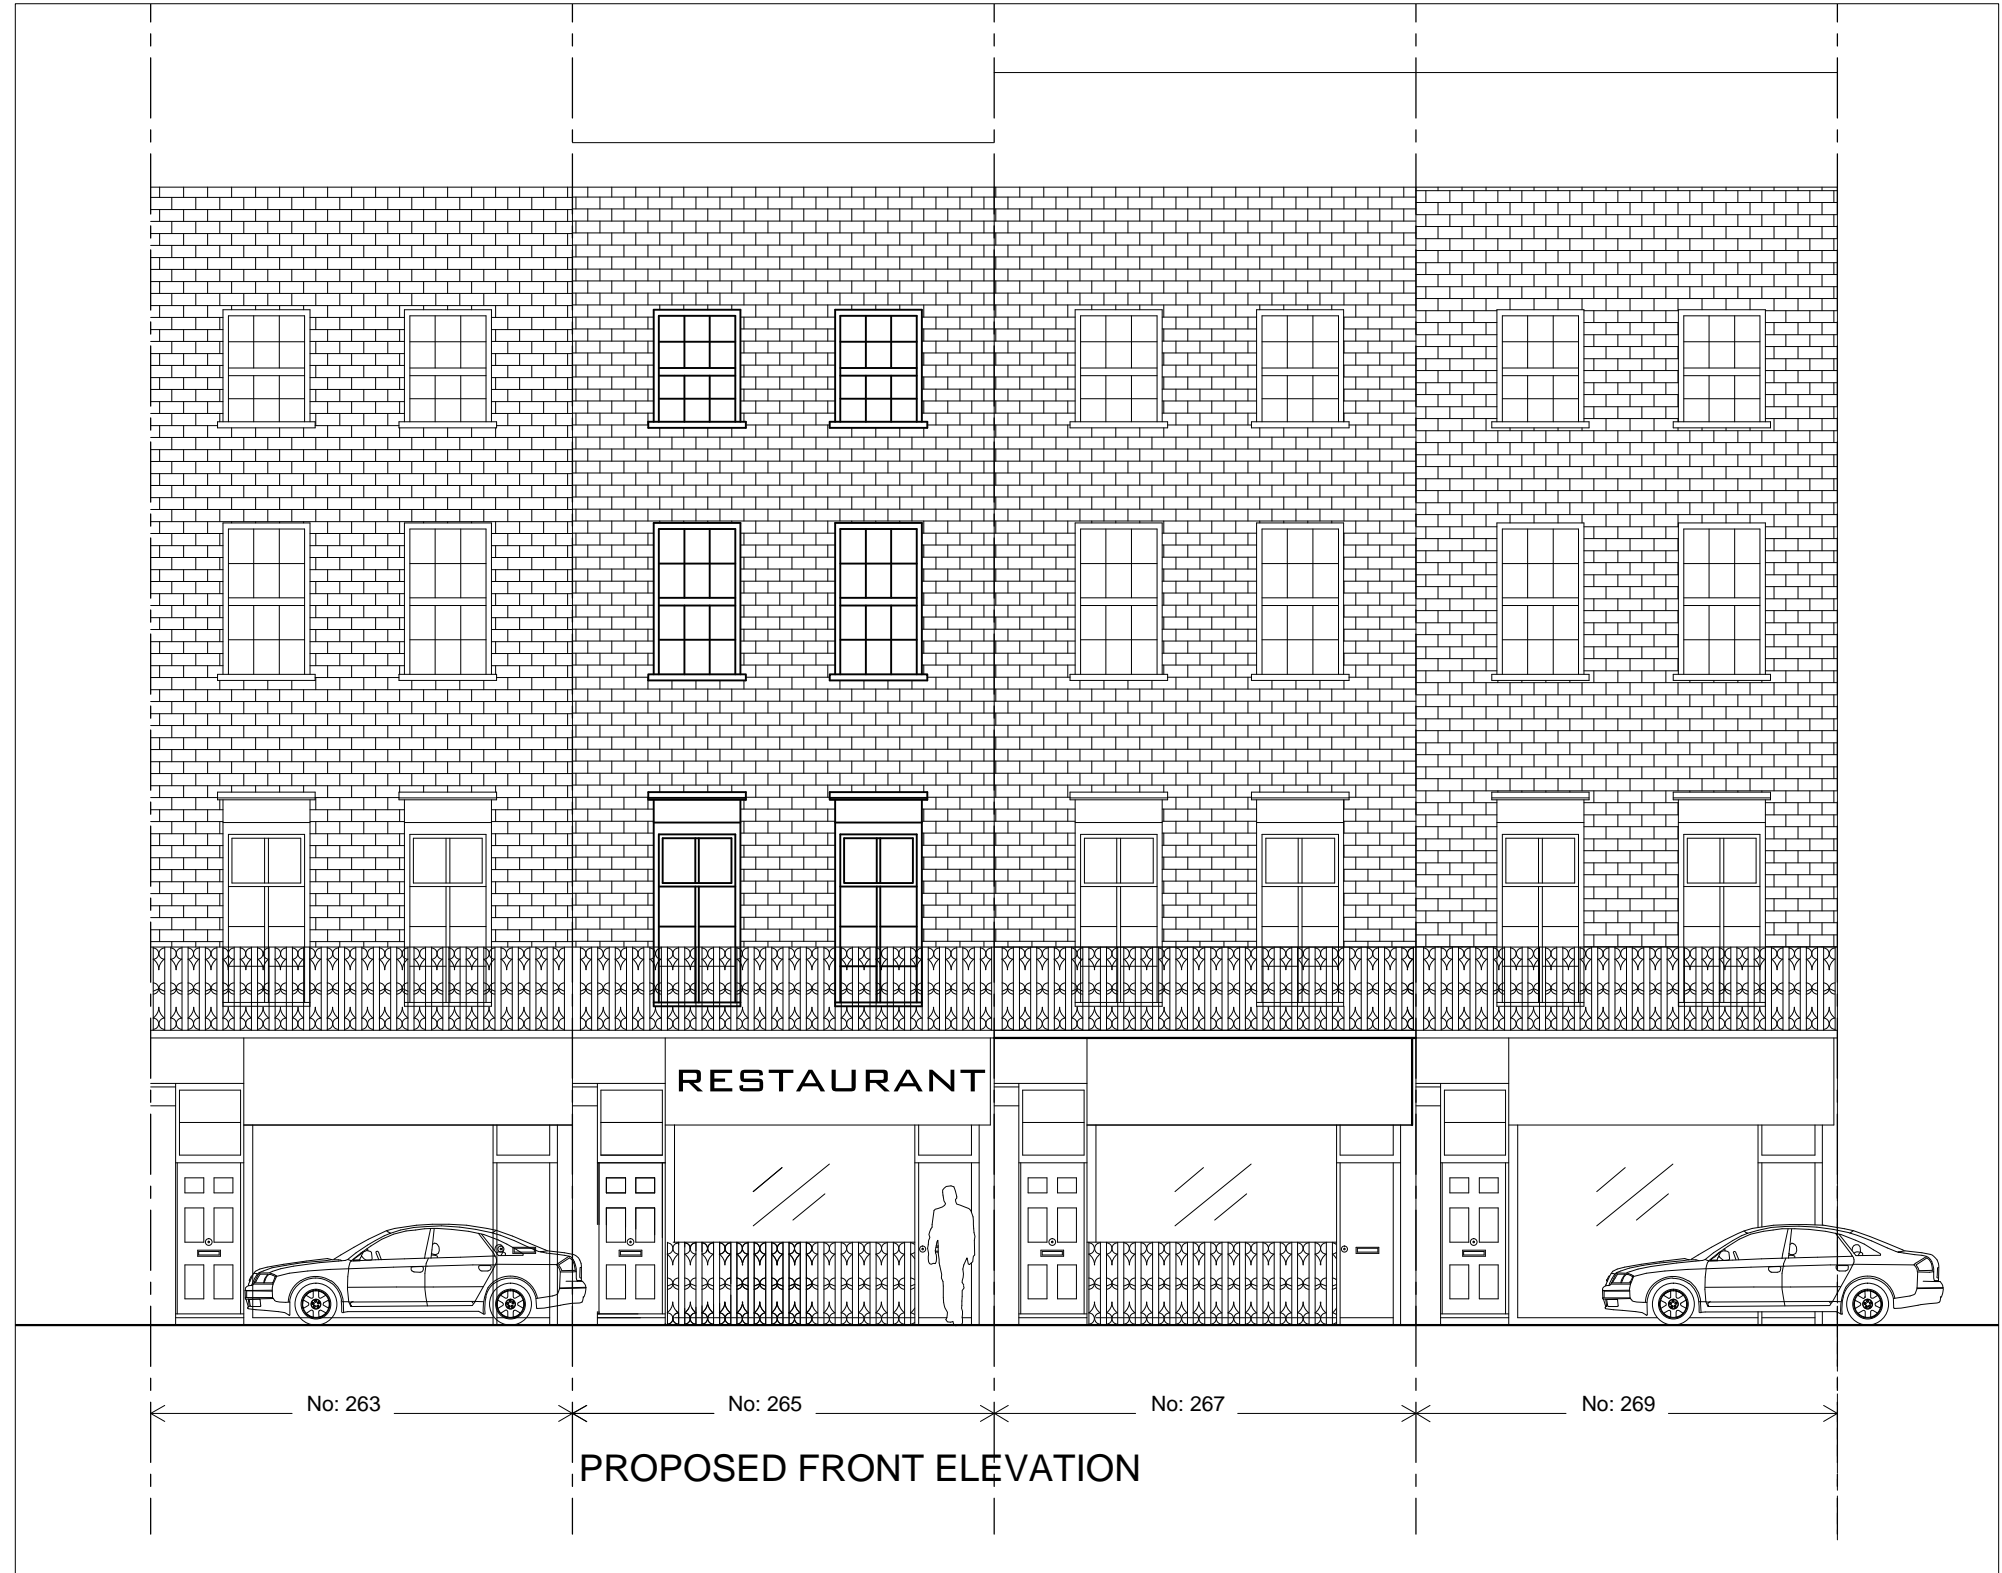 RESTAURANT
No: 263
No: 265
No: 267
No: 269
PROPOSED FRONT ELEVATION